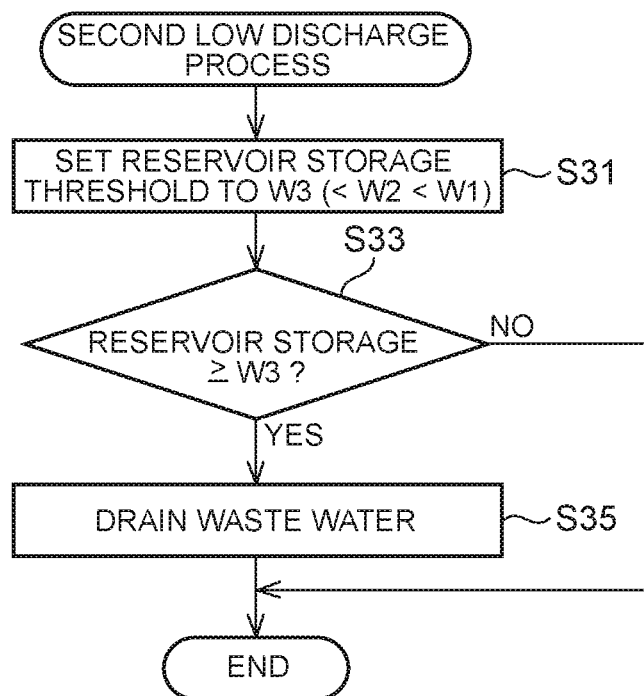 SECOND LOW DISCHARGE
PROCESS
SET RESERVOIR STORAGE
THRESHOLD TO W3 (< W2 < W1)
S31
S33
RESERVOIR STORAGE
≥ W3 ?
NO
YES
DRAIN WASTE WATER
S35
END